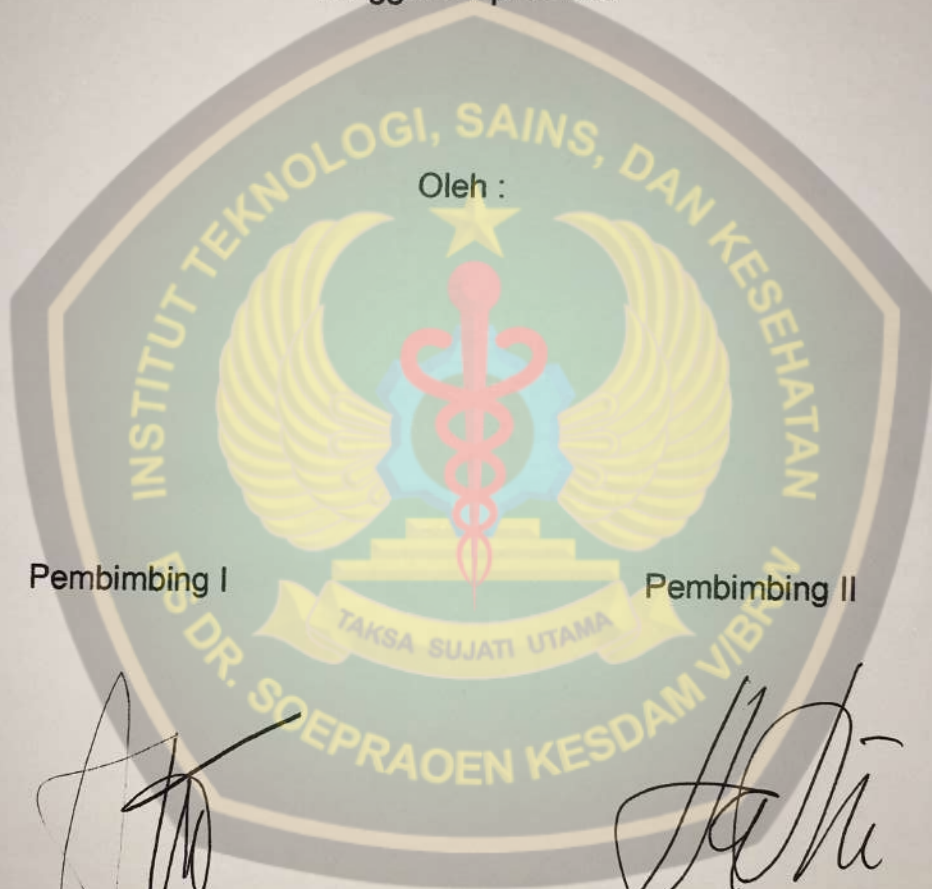 Oleh :
INSTITUT TEKNOLOGI, SAINS, DAN KESEHATAN
Pembimbing I
Pembimbing II
TAKSA SUJATI UTAMA
RS DR. SOEPRAOEN KESDAM V/BRW